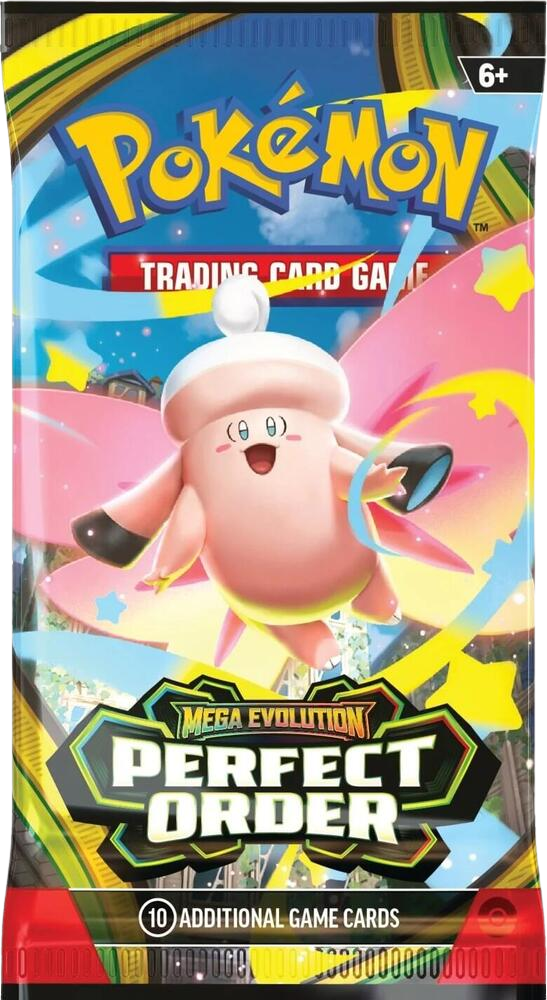 6+
POKéMON
TM
TRADING CARD GAME
MEGA EVOLUTION
PERFECT
ORDER
10 ADDITIONAL GAME CARDS